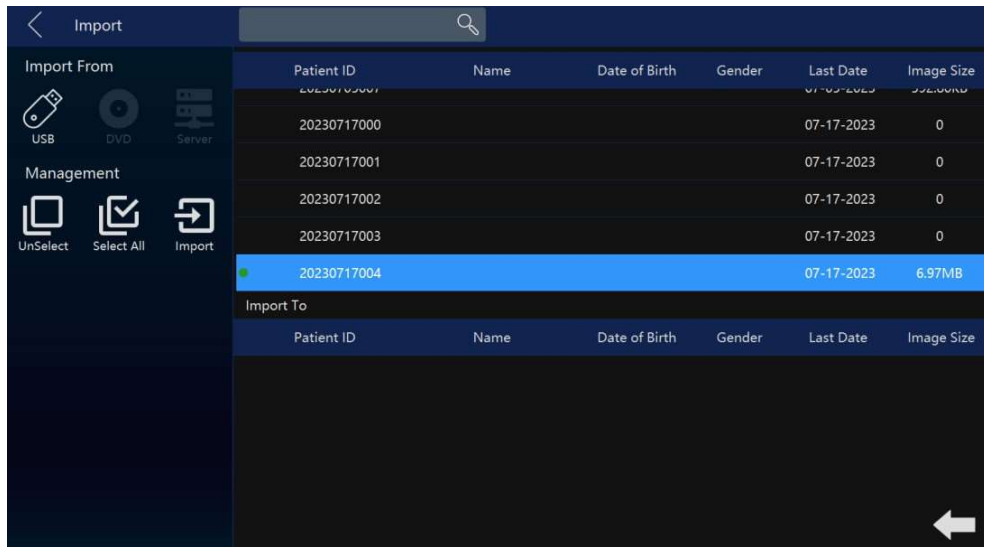 Import
Import From
USB DVD Server
Management
UnSelect Select All Import
Patient ID Name Date of Birth Gender Last Date Image Size
20230717000 07-17-2023 0
20230717001 07-17-2023 0
20230717002 07-17-2023 0
20230717003 07-17-2023 0
20230717004 07-17-2023 6.97MB
Import To
Patient ID Name Date of Birth Gender Last Date Image Size